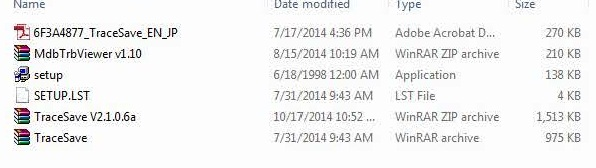 Name Date modified Type Size
6F3A4877_TraceSave_EN_JP 7/17/2014 4:36 PM Adobe Acrobat D... 270 KB
MdbTrbViewer v1.10 8/15/2014 10:19 AM WinRAR ZIP archive 210 KB
setup 6/18/1998 12:00 AM Application 138 KB
SETUP.LST 7/31/2014 9:43 AM LST File 4 KB
TraceSave V2.1.0.6a 10/17/2014 10:52 ... WinRAR ZIP archive 1,513 KB
TraceSave 7/31/2014 9:43 AM WinRAR archive 975 KB